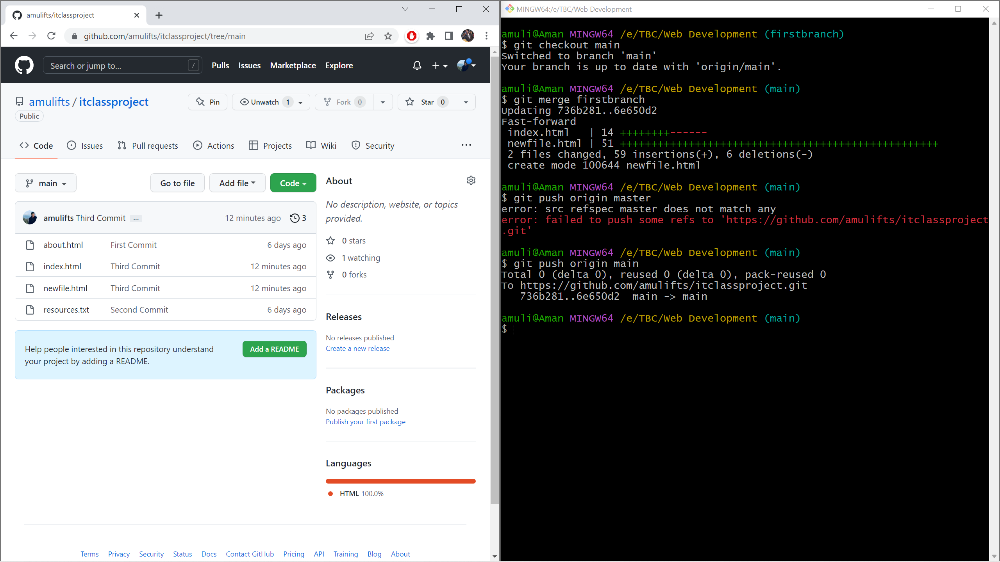 amulifts/itclassproject
github.com/amulifts/itclassproject/tree/main
Search or jump to... /
Pulls Issues Marketplace Explore
amulifts / itclassproject
Public
Pin Unwatch 1 Fork 0 Star 0
Code Issues Pull requests Actions Projects Wiki Security ...
main Go to file Add file Code
amulifts Third Commit ... 12 minutes ago 3
about.html First Commit 6 days ago
index.html Third Commit 12 minutes ago
newfile.html Third Commit 12 minutes ago
resources.txt Second Commit 6 days ago
Help people interested in this repository understand
your project by adding a README.
Add a README
About
No description, website, or topics
provided.
0 stars
1 watching
0 forks
Releases
No releases published
Create a new release
Packages
No packages published
Publish your first package
Languages
HTML 100.0%
Terms Privacy Security Status Docs Contact GitHub Pricing API Training Blog About
MINGW64:/e/TBC/Web Development
amuli@Aman MINGW64 /e/TBC/Web Development (firstbranch)
$ git checkout main
Switched to branch 'main'
Your branch is up to date with 'origin/main'.
amuli@Aman MINGW64 /e/TBC/Web Development (main)
$ git merge firstbranch
Updating 736b281..6e650d2
Fast-forward
index.html | 14 ++++++++------
newfile.html | 51 +++++++++++++++++++++++++++++++++++++++++++++++++++
2 files changed, 59 insertions(+), 6 deletions(-)
create mode 100644 newfile.html
amuli@Aman MINGW64 /e/TBC/Web Development (main)
$ git push origin master
error: src refspec master does not match any
error: failed to push some refs to 'https://github.com/amulifts/itclassproject
.git'
amuli@Aman MINGW64 /e/TBC/Web Development (main)
$ git push origin main
Total 0 (delta 0), reused 0 (delta 0), pack-reused 0
To https://github.com/amulifts/itclassproject.git
736b281..6e650d2 main -> main
amuli@Aman MINGW64 /e/TBC/Web Development (main)
$